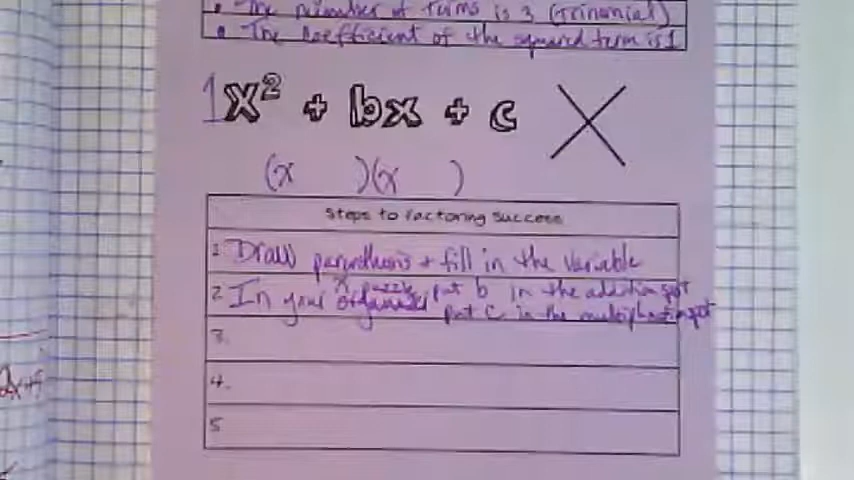 • The number of terms is 3 (trinomial)
• The coefficient of the squared term is 1
1x² + bx + c
(x )(x )
Steps to Factoring Success
1 Draw parenthesis + fill in the variable
2. In your X puzzle put b in the addition spot
organizer put c in the multiplication spot
3.
4.
5